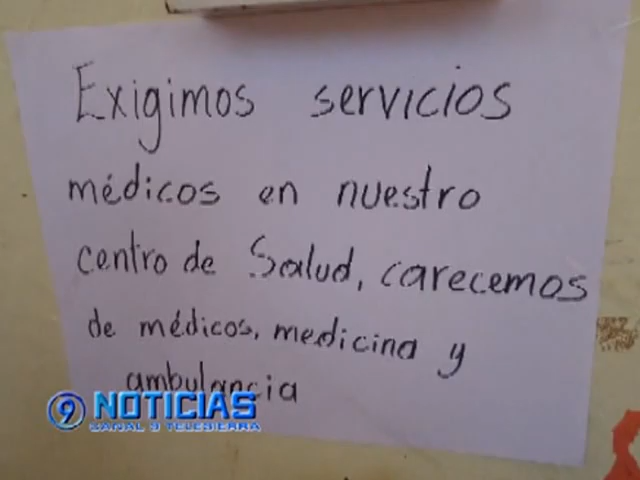 Exigimos servicios
médicos en nuestro
centro de Salud, carecemos
de médicos, medicina y
ambulancia
9 NOTICIAS
CANAL 9 TELESIERRA